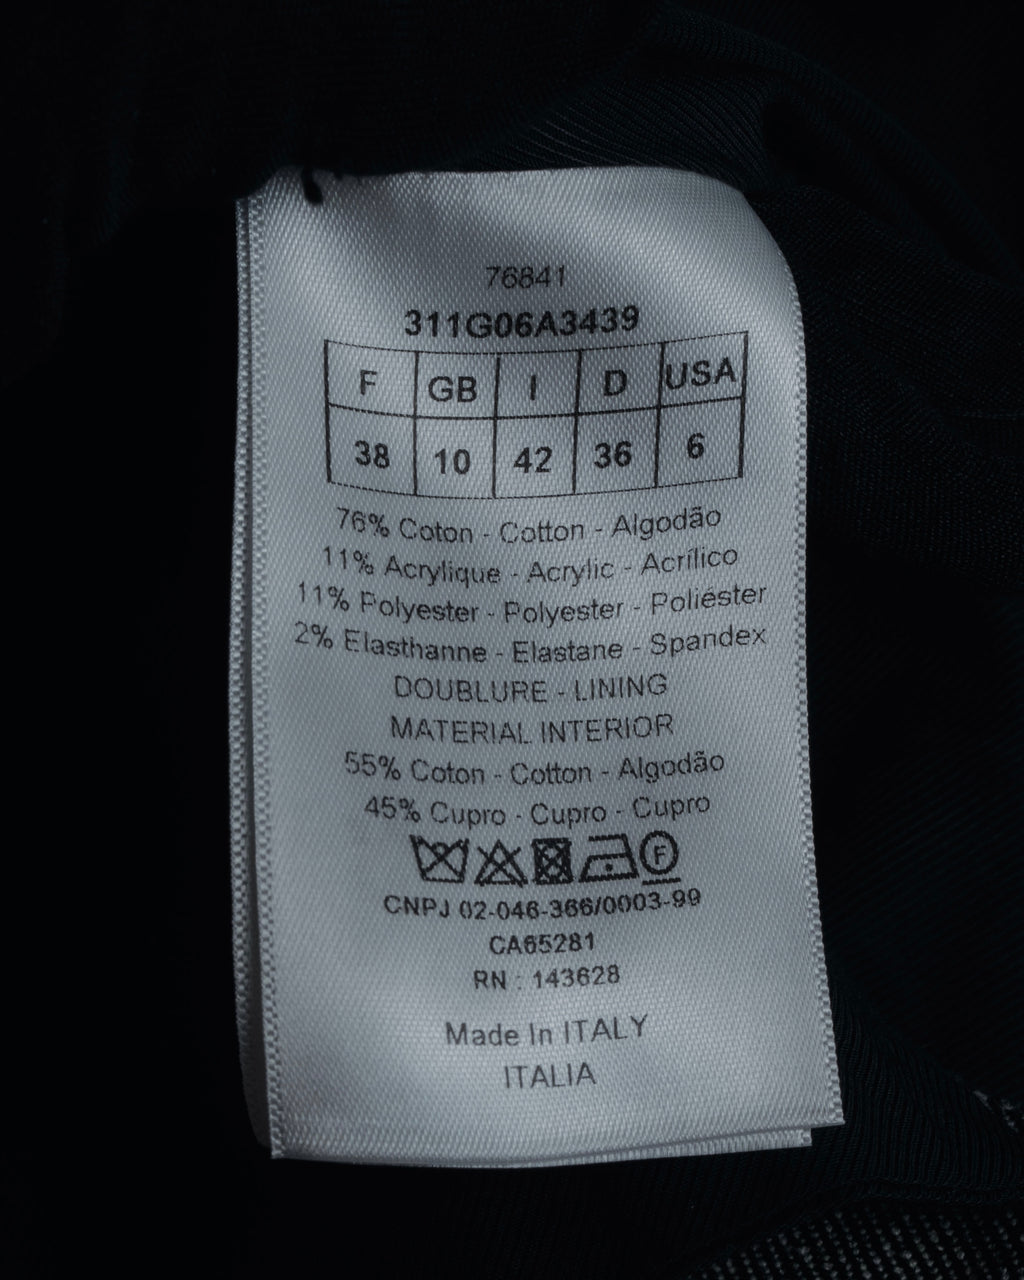 76841
311G06A3439
F GB I D USA
38 10 42 36 6
76% Coton - Cotton - Algodão
11% Acrylique - Acrylic - Acrílico
11% Polyester - Polyester - Poliéster
2% Elasthanne - Elastane - Spandex
DOUBLURE - LINING
MATERIAL INTERIOR
55% Coton - Cotton - Algodão
45% Cupro - Cupro - Cupro
F
CNPJ 02-046-366/0003-99
CA65281
RN : 143628
Made In ITALY
ITALIA